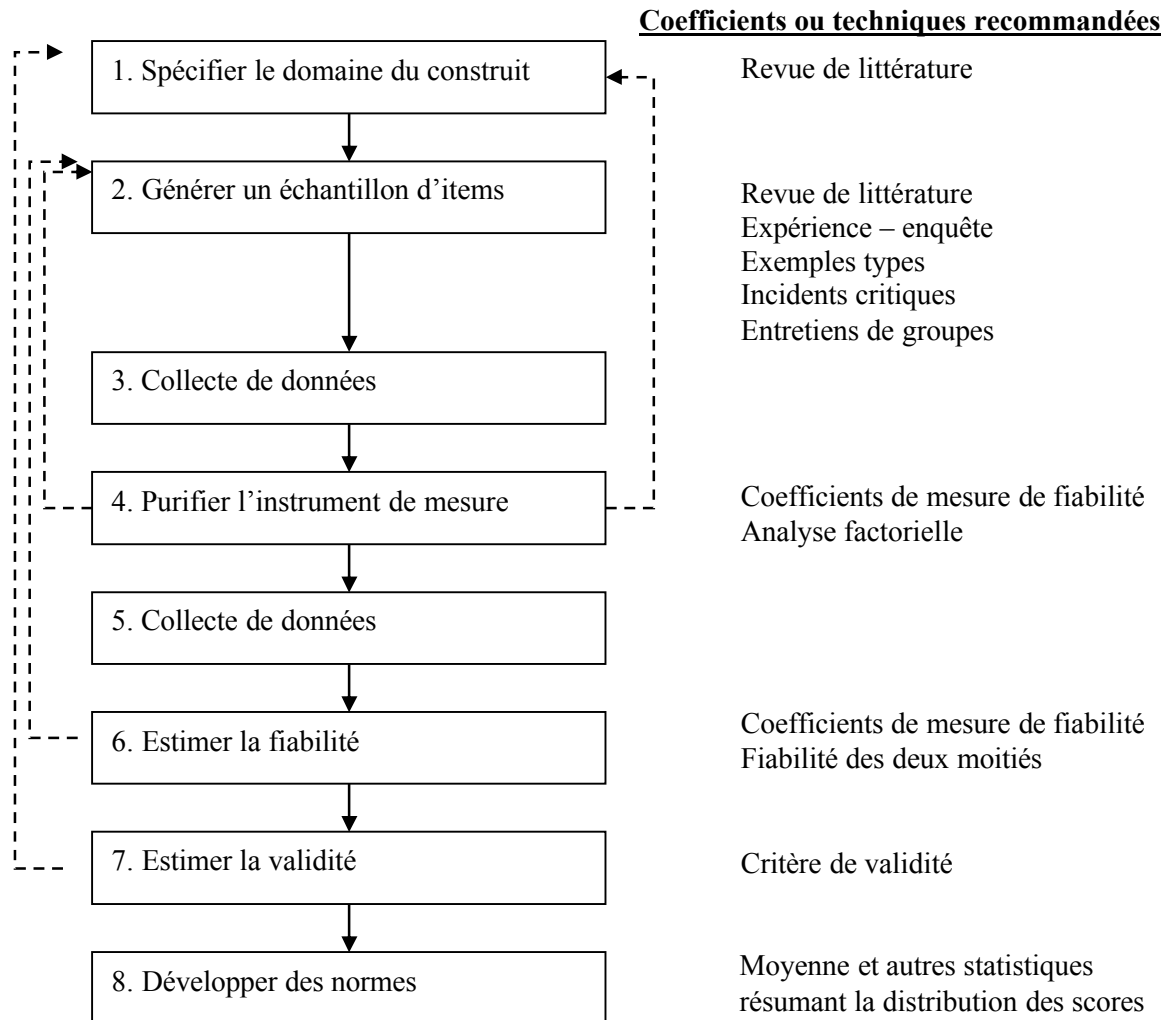 Coefficients ou techniques recommandées
1. Spécifier le domaine du construit
Revue de littérature
2. Générer un échantillon d’items
Revue de littérature
Expérience – enquête
Exemples types
Incidents critiques
Entretiens de groupes
3. Collecte de données
4. Purifier l’instrument de mesure
Coefficients de mesure de fiabilité
Analyse factorielle
5. Collecte de données
6. Estimer la fiabilité
Coefficients de mesure de fiabilité
Fiabilité des deux moitiés
7. Estimer la validité
Critère de validité
8. Développer des normes
Moyenne et autres statistiques
résumant la distribution des scores